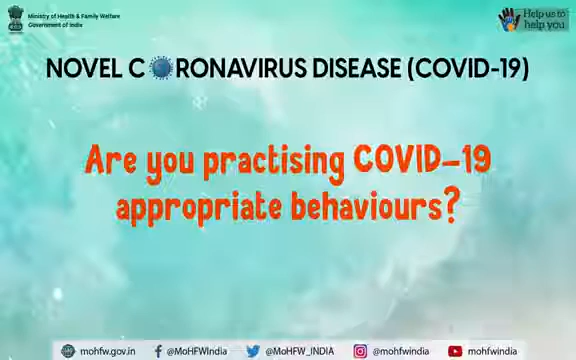 Ministry of Health & Family Welfare
Government of India
Help us to
help you
NOVEL CORONAVIRUS DISEASE (COVID-19)
Are you practising COVID–19
appropriate behaviours?
mohfw.gov.in @MoHFWIndia @MoHFW_INDIA @mohfwindia mohfwindia